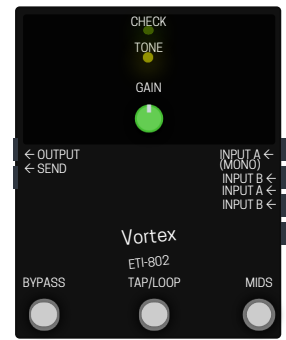 CHECK
TONE
GAIN
← OUTPUT
← SEND
INPUT A ←
(MONO)
INPUT B ←
INPUT A ←
INPUT B ←
Vortex
ETI-802
BYPASS
TAP/LOOP
MIDS